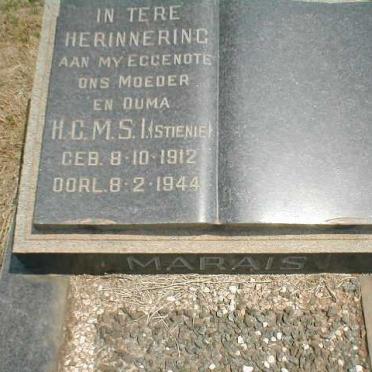 IN TERE
HERINNERING
AAN MY EGGENOTE
ONS MOEDER
EN OUMA
H.C.M.S.J.(STIENIE)
GEB. 8-10-1912
OORL. 8-2-1944
MARAIS